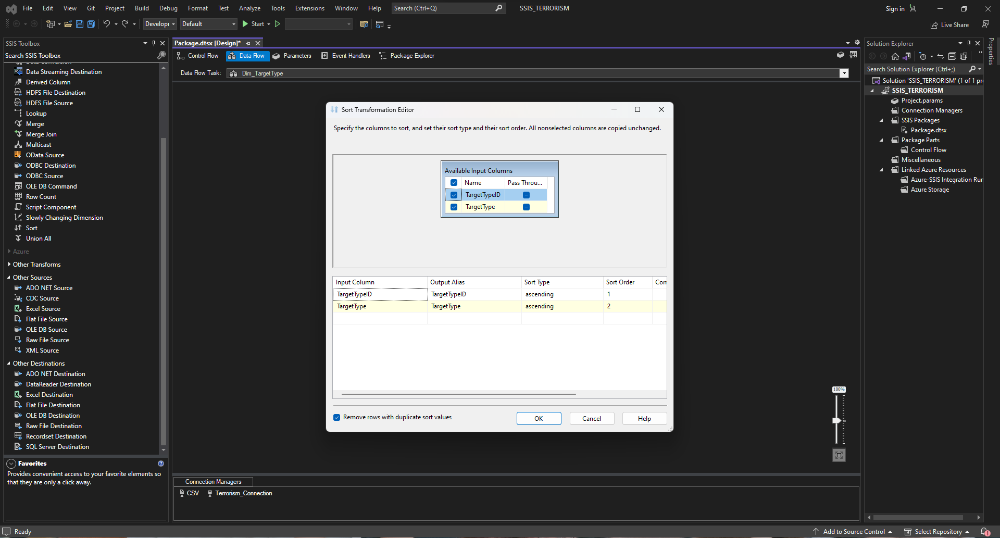 File Edit View Git Project Build Debug Format Test Analyze Tools Extensions Window Help Search (Ctrl+Q) SSIS_TERRORISM Sign in
Develop Default Start Live Share
SSIS Toolbox
Search SSIS Toolbox
Data Streaming Destination
Derived Column
HDFS File Destination
HDFS File Source
Lookup
Merge
Merge Join
Multicast
OData Source
ODBC Destination
ODBC Source
OLE DB Command
Row Count
Script Component
Slowly Changing Dimension
Sort
Union All
Azure
Other Transforms
Other Sources
ADO NET Source
CDC Source
Excel Source
Flat File Source
OLE DB Source
Raw File Source
XML Source
Other Destinations
ADO NET Destination
DataReader Destination
Excel Destination
Flat File Destination
OLE DB Destination
Raw File Destination
Recordset Destination
SQL Server Destination
Favorites
Provides convenient access to your favorite elements so
that they are only a click away.
Package.dtsx [Design]*
Control Flow Data Flow Parameters Event Handlers Package Explorer
Data Flow Task: Dim_TargetType
Sort Transformation Editor
Specify the columns to sort, and set their sort type and their sort order. All nonselected columns are copied unchanged.
Available Input Columns
Name Pass Throu...
TargetTypeID
TargetType
Input Column Output Alias Sort Type Sort Order Com
TargetTypeID TargetTypeID ascending 1
TargetType TargetType ascending 2
Remove rows with duplicate sort values OK Cancel Help
100%
Connection Managers
CSV Terrorism_Connection
Solution Explorer
Search Solution Explorer (Ctrl+;)
Solution 'SSIS_TERRORISM' (1 of 1 pr
SSIS_TERRORISM
Project.params
Connection Managers
SSIS Packages
Package.dtsx
Package Parts
Control Flow
Miscellaneous
Linked Azure Resources
Azure-SSIS Integration Run
Azure Storage
Properties
Ready Add to Source Control Select Repository 1